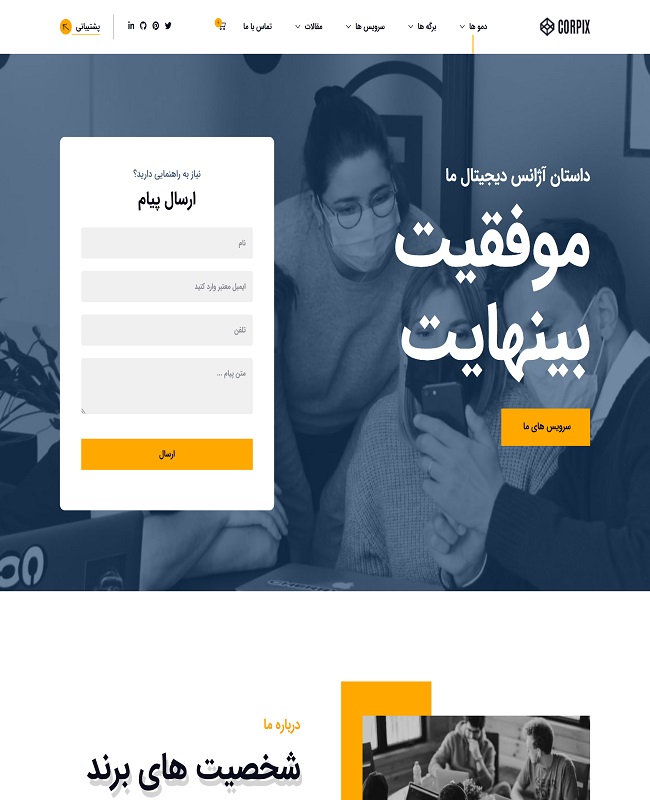 CORPIX
دمو ها
برگه ها
سرویس ها
مقالات
تماس با ما
پشتیبانی
داستان آژانس دیجیتال ما
موفقیت
بینهایت
سرویس های ما
نیاز به راهنمایی دارید؟
ارسال پیام
نام
ایمیل معتبر وارد کنید
تلفن
متن پیام ...
ارسال
درباره ما
شخصیت های برند